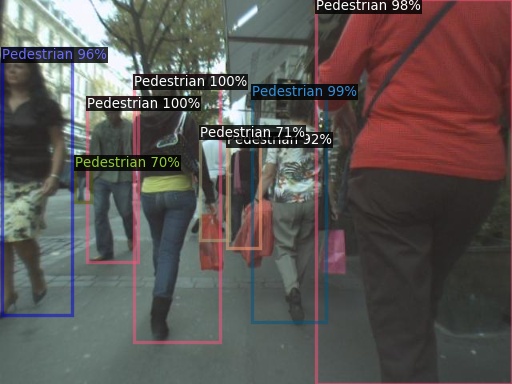 Pedestrian 98%
Pedestrian 96%
Pedestrian 100%
Pedestrian 99%
Pedestrian 100%
Pedestrian 71%
Pedestrian 92%
Pedestrian 70%